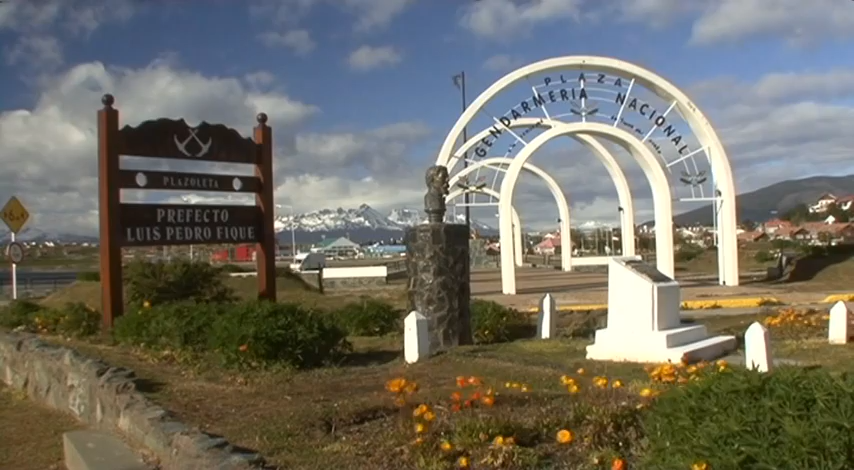 PLAZOLETA
PREFECTO
LUIS PEDRO FIQUE
PLAZA
GENDARMERIA NACIONAL